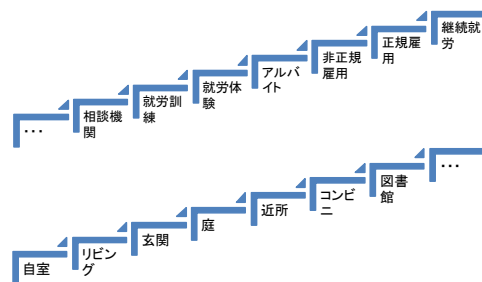 …
相談機
関
就労訓
練
就労体
験
アルバ
イト
非正規
雇用
正規雇
用
継続就
労
自室
リビン
グ
玄関
庭
近所
コンビ
ニ
図書
館
…